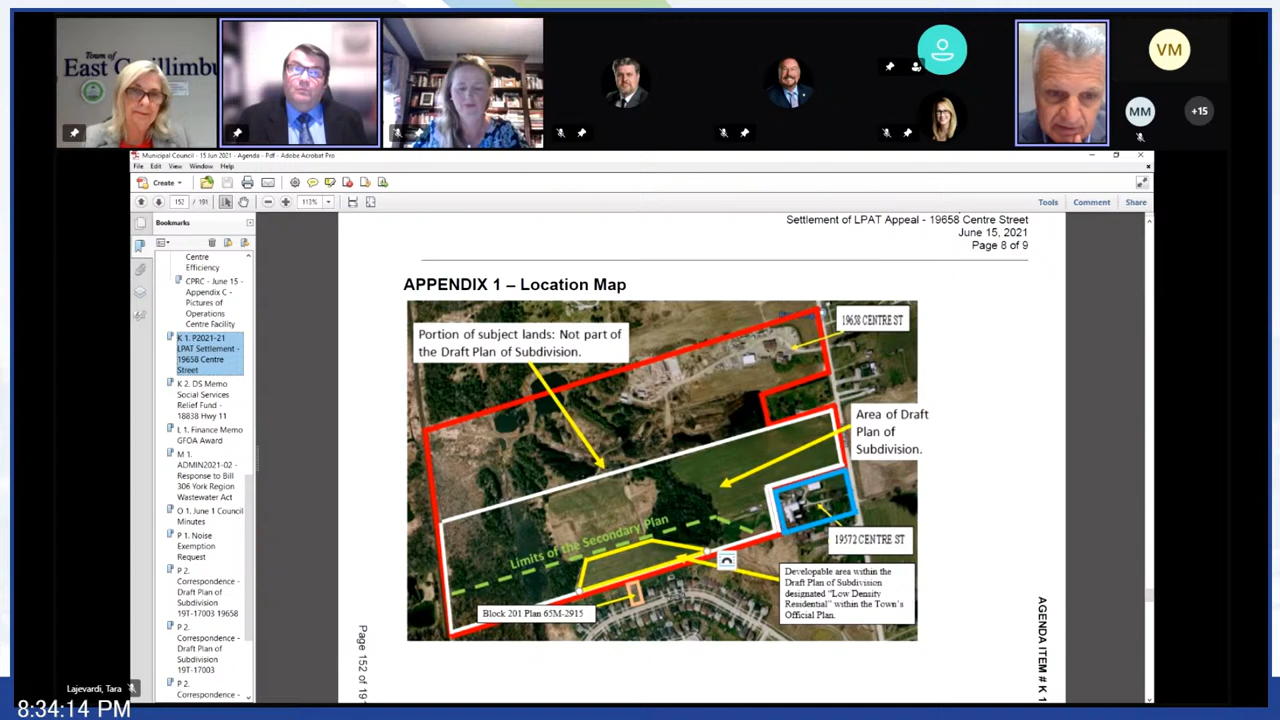 Town of
East
VM
MM
+15
Municipal Council - 15 Jun 2021 - Agenda - Pdf - Adobe Acrobat Pro
File Edit View Window Help
Create
Tools Comment Share
152 / 191
113%
Bookmarks
Centre
Efficiency
CPRC - June 15 -
Appendix C -
Pictures of
Operations
Centre Facility
K 1. P2021-21
LPAT Settlement -
19658 Centre
Street
K 2. DS Memo
Social Services
Relief Fund -
18838 Hwy 11
L 1. Finance Memo
GFOA Award
M 1.
ADMIN2021-02 -
Response to Bill
306 York Region
Wastewater Act
O 1. June 1 Council
Minutes
P 1. Noise
Exemption
Request
P 2.
Correspondence -
Draft Plan of
Subdivision
19T-17003 19658
P 2.
Correspondence -
Draft Plan of
Subdivision
19T-17003
P 2.
Correspondence -
Settlement of LPAT Appeal - 19658 Centre Street
June 15, 2021
Page 8 of 9
APPENDIX 1 – Location Map
Portion of subject lands: Not part of
the Draft Plan of Subdivision.
19658 CENTRE ST
Area of Draft
Plan of
Subdivision.
Limits of the Secondary Plan
19572 CENTRE ST
Developable area within the
Draft Plan of Subdivision
designated "Low Density
Residential" within the Town's
Official Plan.
Block 201 Plan 65M-2915
Page 152 of 19
AGENDA ITEM # K 1
Lajevardi, Tara
8:34:14 PM